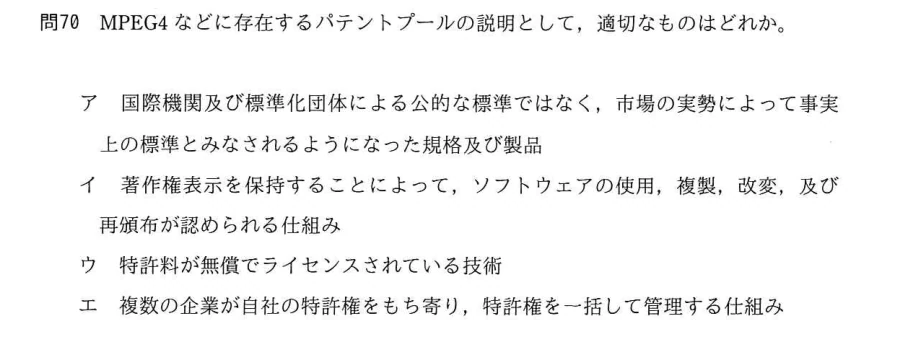 問70 MPEG4 などに存在するパテントプールの説明として，適切なものはどれか。
ア 国際機関及び標準化団体による公的な標準ではなく，市場の実勢によって事実
上の標準とみなされるようになった規格及び製品
イ 著作権表示を保持することによって，ソフトウェアの使用，複製，改変，及び
再頒布が認められる仕組み
ウ 特許料が無償でライセンスされている技術
エ 複数の企業が自社の特許権をもち寄り，特許権を一括して管理する仕組み